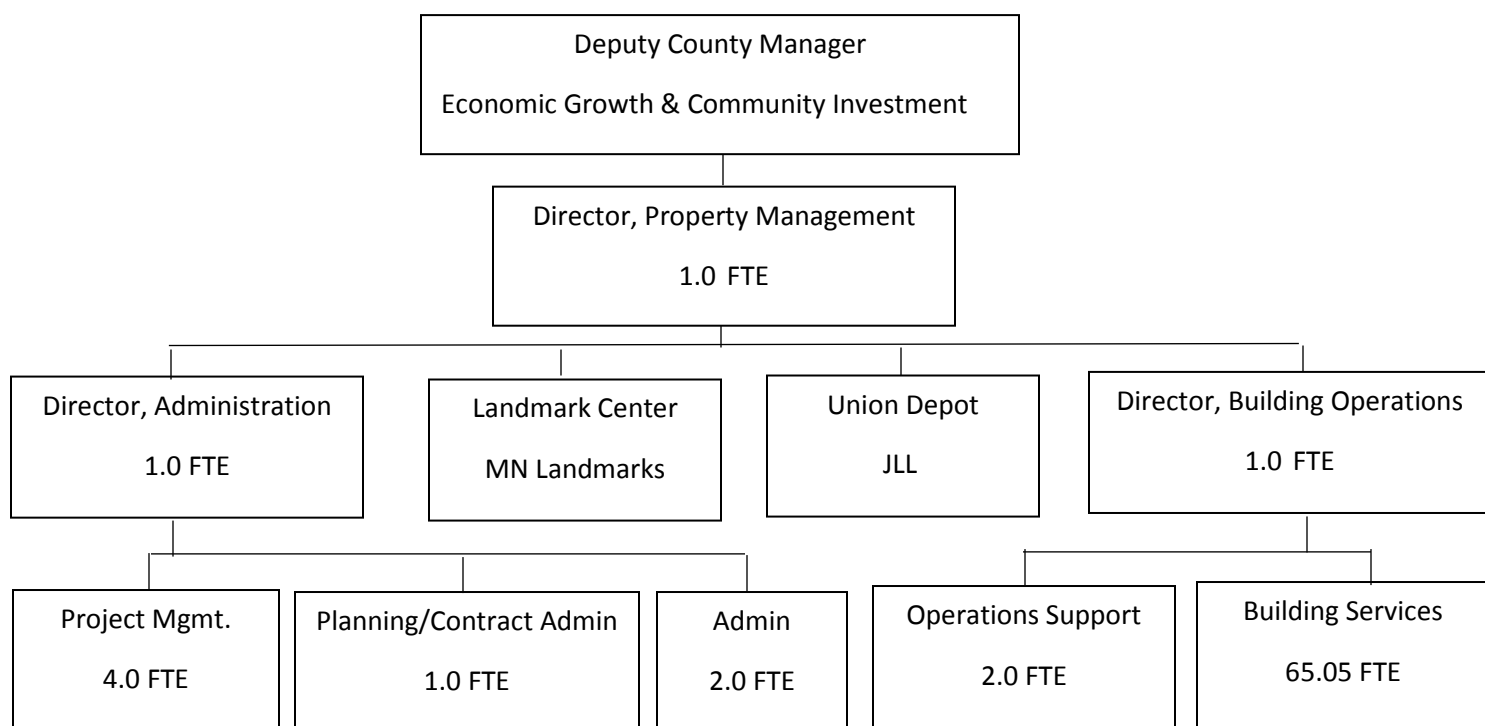 Deputy County Manager
Economic Growth & Community Investment
Director, Property Management
1.0 FTE
Director, Administration
1.0 FTE
Landmark Center
MN Landmarks
Union Depot
JLL
Director, Building Operations
1.0 FTE
Project Mgmt.
4.0 FTE
Planning/Contract Admin
1.0 FTE
Admin
2.0 FTE
Operations Support
2.0 FTE
Building Services
65.05 FTE